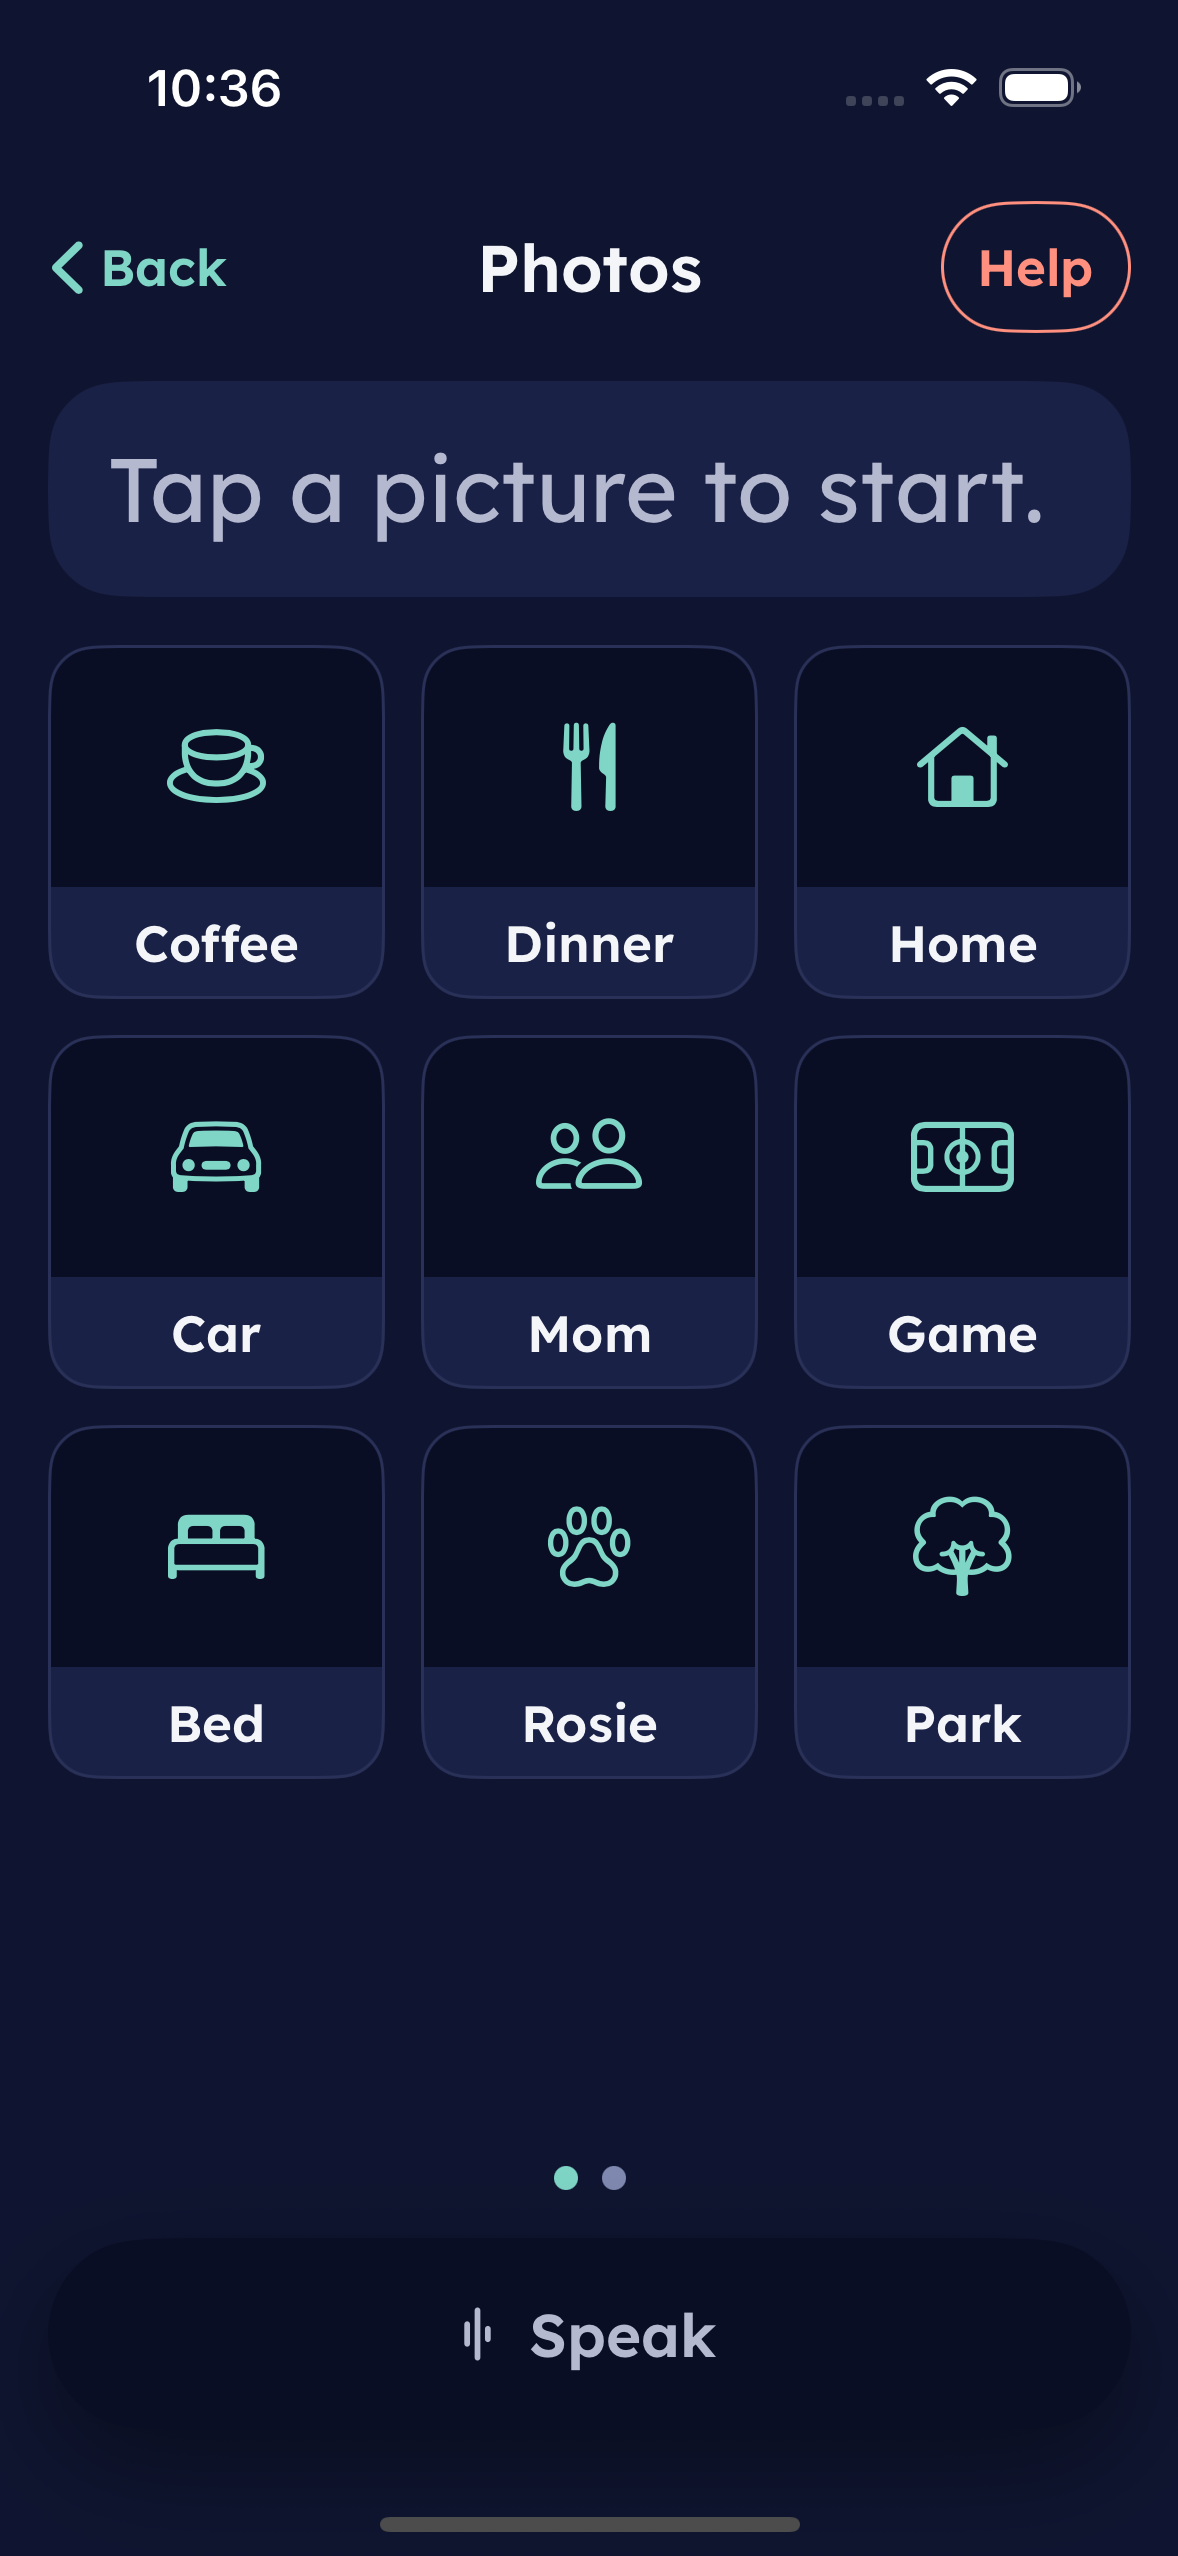 10:36
Back
Photos
Help
Tap a picture to start.
Coffee
Dinner
Home
Car
Mom
Game
Bed
Rosie
Park
Speak